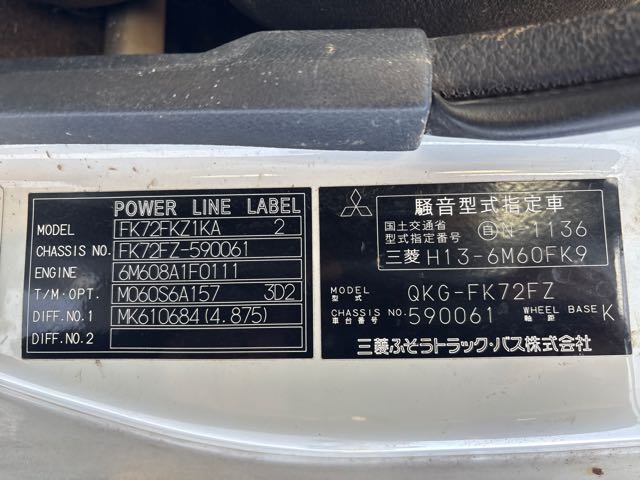 POWER LINE LABEL
MODEL FK72FKZ1KA 2
CHASSIS NO. FK72FZ-590061
ENGINE 6M608A1F0111
T/M・OPT. M060S6A157 3D2
DIFF.NO.1 MK610684(4.875)
DIFF.NO.2
騒音型式指定車
国土交通省
型式指定番号 自N-1136
三菱 H13-6M60FK9
MODEL
型式 QKG-FK72FZ
CHASSIS NO. 590061 WHEEL BASE K
車台番号 軸距
三菱ふそうトラック・バス株式会社